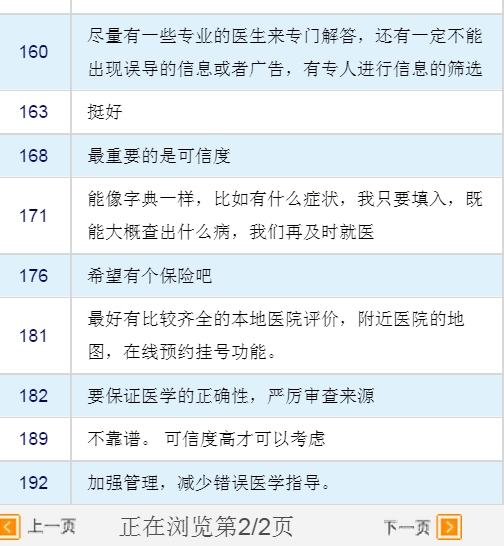 160 尽量有一些专业的医生来专门解答，还有一定不能
出现误导的信息或者广告，有专人进行信息的筛选
163 挺好
168 最重要的是可信度
171 能像字典一样，比如有什么症状，我只要填入，既
能大概查出什么病，我们再及时就医
176 希望有个保险吧
181 最好有比较齐全的本地医院评价，附近医院的地
图，在线预约挂号功能。
182 要保证医学的正确性，严厉审查来源
189 不靠谱。 可信度高才可以考虑
192 加强管理，减少错误医学指导。
上一页 正在浏览第2/2页 下一页